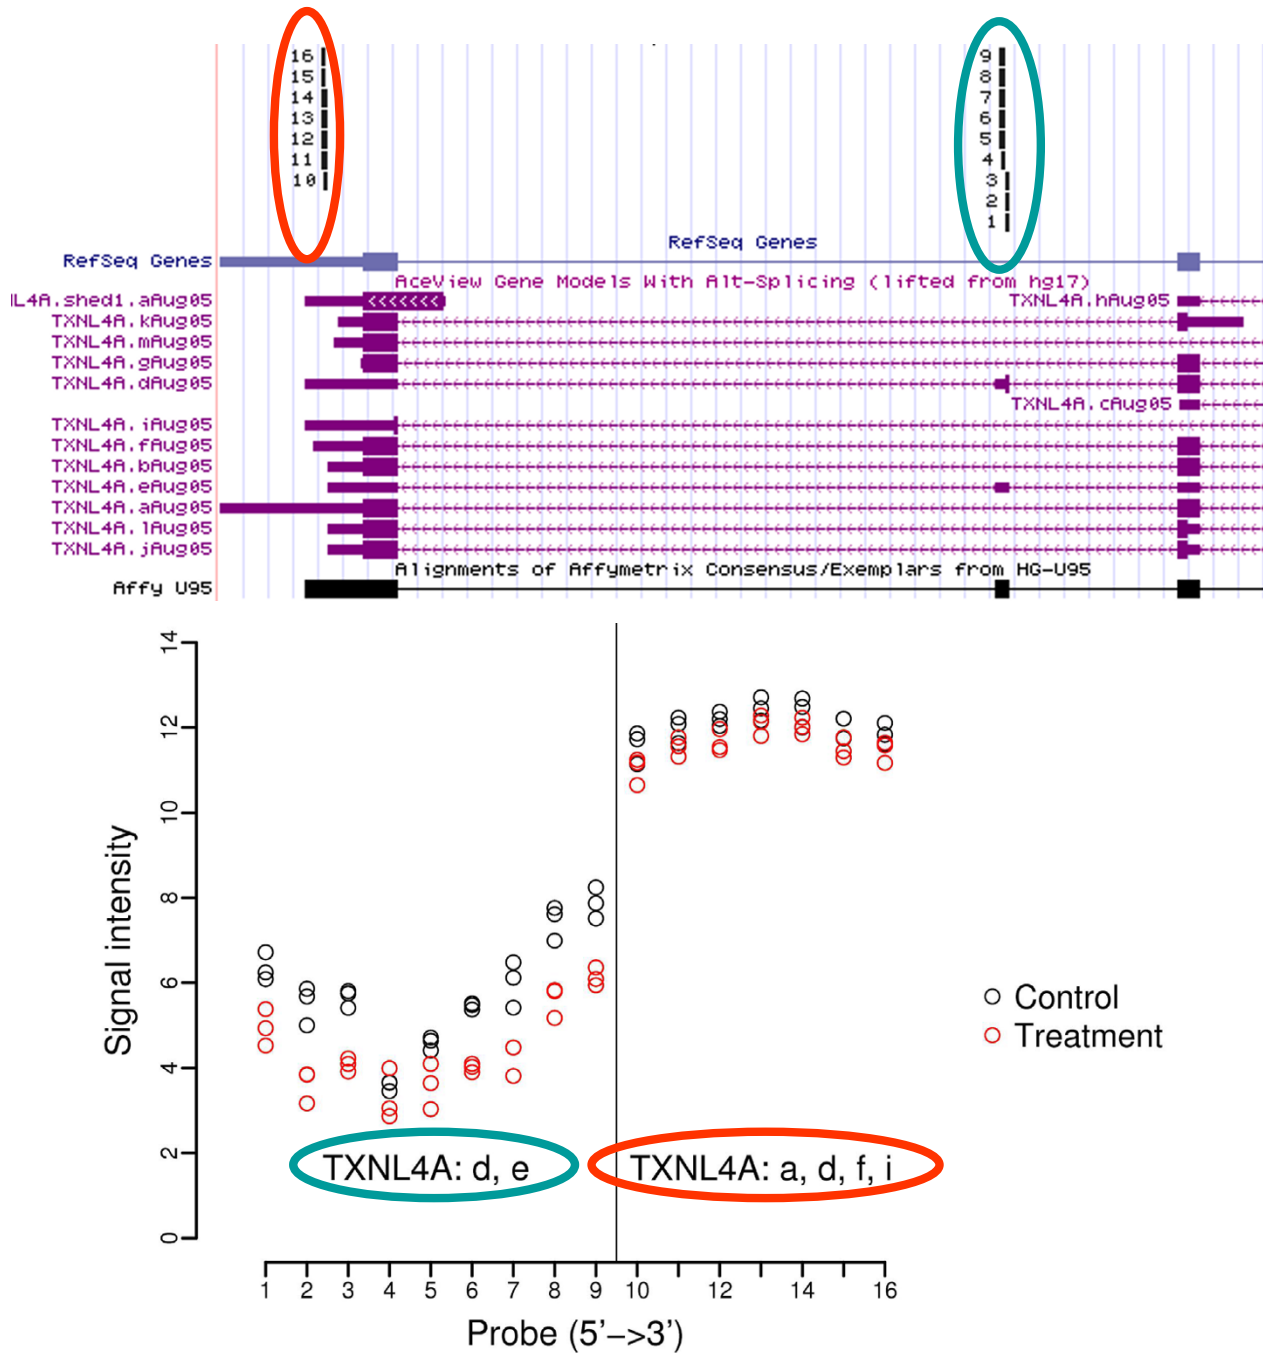 16
15
14
13
12
11
10
9
8
7
6
5
4
3
2
1
RefSeq Genes
RefSeq Genes
AceView Gene Models With Alt-Splicing (lifted from hg17)
IL4A.shed1.aAug05
TXNL4A.hAug05
TXNL4A.kAug05
TXNL4A.mAug05
TXNL4A.gAug05
TXNL4A.dAug05
TXNL4A.cAug05
TXNL4A.iAug05
TXNL4A.fAug05
TXNL4A.bAug05
TXNL4A.eAug05
TXNL4A.aAug05
TXNL4A.lAug05
TXNL4A.jAug05
Alignments of Affymetrix Consensus/Exemplars from HG-U95
Affy U95
14
12
10
8
6
4
2
0
Signal intensity
Control
Treatment
TXNL4A: d, e
TXNL4A: a, d, f, i
1 2 3 4 5 6 7 8 9 10 12 14 16
Probe (5’−>3’)